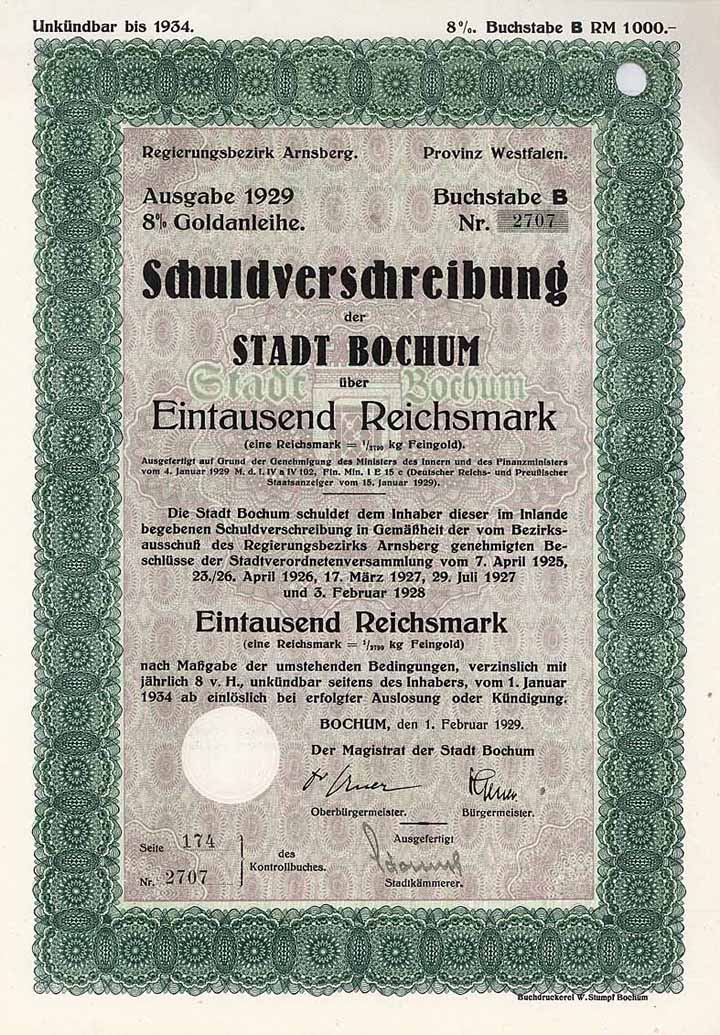 Unkündbar bis 1934.
8%. Buchstabe B RM 1000.-
Regierungsbezirk Arnsberg. Provinz Westfalen.
Ausgabe 1929 Buchstabe B
8% Goldanleihe. Nr. 2707
Schuldverschreibung
der
STADT BOCHUM
Stadt Bochum
über
Eintausend Reichsmark
(eine Reichsmark = 1/2790 kg Feingold).
Ausgefertigt auf Grund der Genehmigung des Ministers des Innern und des Finanzministers
vom 4. Januar 1929 M. d. I. IV a IV 102, Fin. Min. I E 15 c (Deutscher Reichs- und Preußischer
Staatsanzeiger vom 15. Januar 1929).
Die Stadt Bochum schuldet dem Inhaber dieser im Inlande
begebenen Schuldverschreibung in Gemäßheit der vom Bezirks-
ausschuß des Regierungsbezirks Arnsberg genehmigten Be-
schlüsse der Stadtverordnetenversammlung vom 7. April 1925,
23./26. April 1926, 17. März 1927, 29. Juli 1927
und 3. Februar 1928
Eintausend Reichsmark
(eine Reichsmark = 1/2790 kg Feingold)
nach Maßgabe der umstehenden Bedingungen, verzinslich mit
jährlich 8 v. H., unkündbar seitens des Inhabers, vom 1. Januar
1934 ab einlöslich bei erfolgter Auslosung oder Kündigung.
BOCHUM, den 1. Februar 1929.
Der Magistrat der Stadt Bochum
Oberbürgermeister. Bürgermeister.
Ausgefertigt
Stadtkämmerer.
Seite 174
des
Kontrollbuches.
Nr. 2707
Buchdruckerei W. Stumpf Bochum